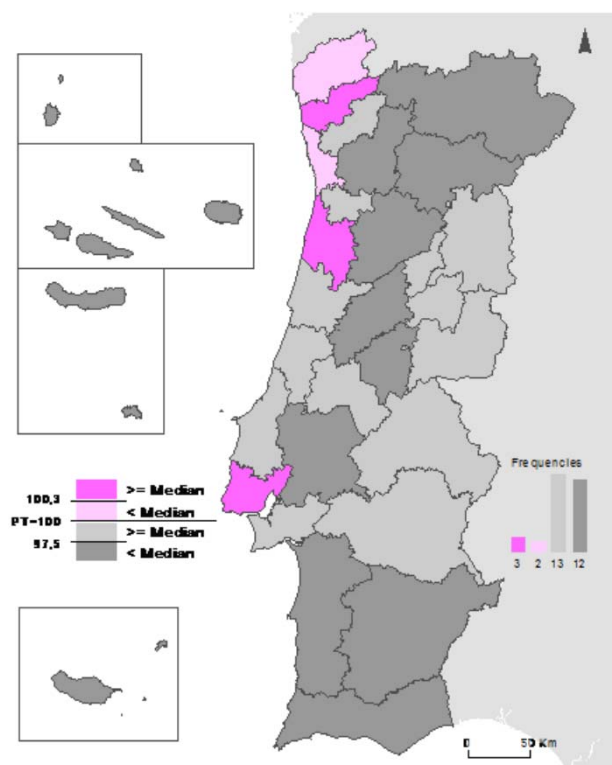 >= Median
100,3
< Median
PT=100
>= Median
97,5
< Median
Frequencies
3 2 13 12
0 50 Km